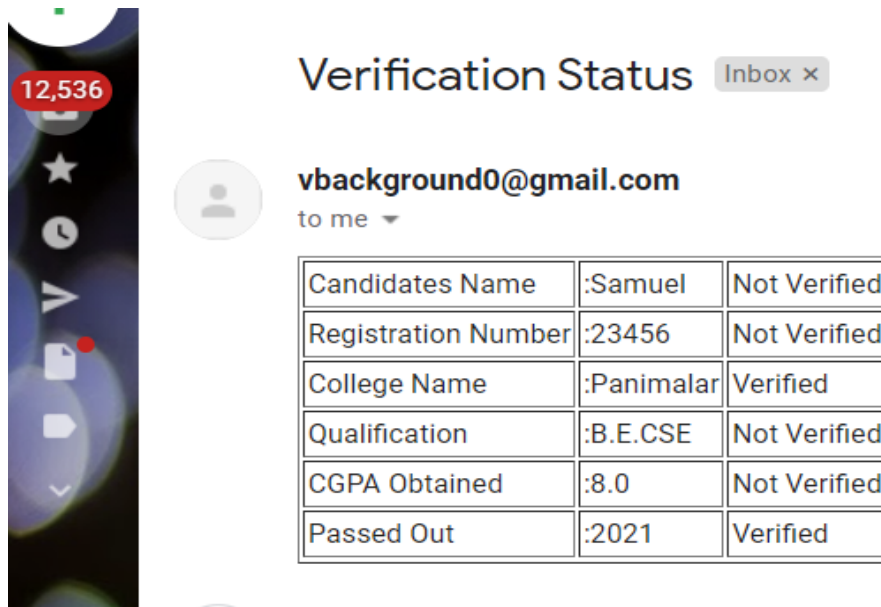 Verification Status Inbox ×
12,536
vbackground0@gmail.com
to me
Candidates Name :Samuel Not Verified
Registration Number :23456 Not Verified
College Name :Panimalar Verified
Qualification :B.E.CSE Not Verified
CGPA Obtained :8.0 Not Verified
Passed Out :2021 Verified